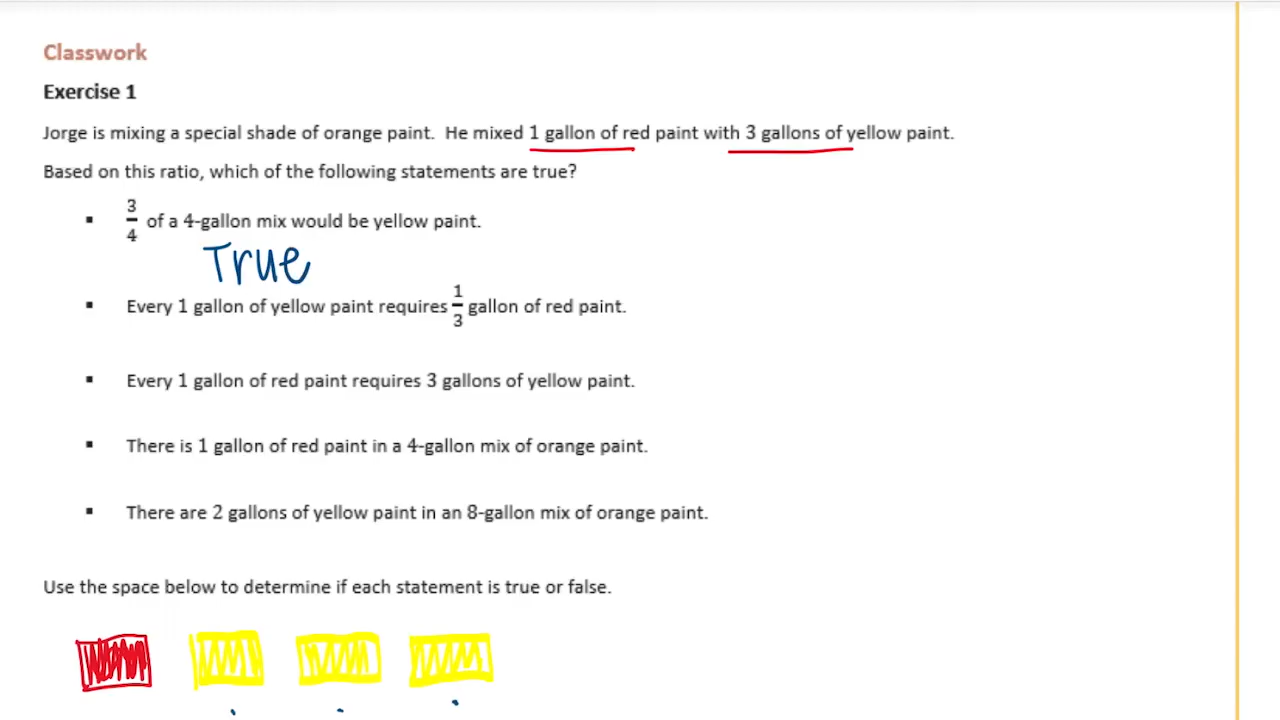 Classwork
Exercise 1
Jorge is mixing a special shade of orange paint. He mixed 1 gallon of red paint with 3 gallons of yellow paint.
Based on this ratio, which of the following statements are true?
▪ 3/4 of a 4-gallon mix would be yellow paint.
True
▪ Every 1 gallon of yellow paint requires 1/3 gallon of red paint.
▪ Every 1 gallon of red paint requires 3 gallons of yellow paint.
▪ There is 1 gallon of red paint in a 4-gallon mix of orange paint.
▪ There are 2 gallons of yellow paint in an 8-gallon mix of orange paint.
Use the space below to determine if each statement is true or false.